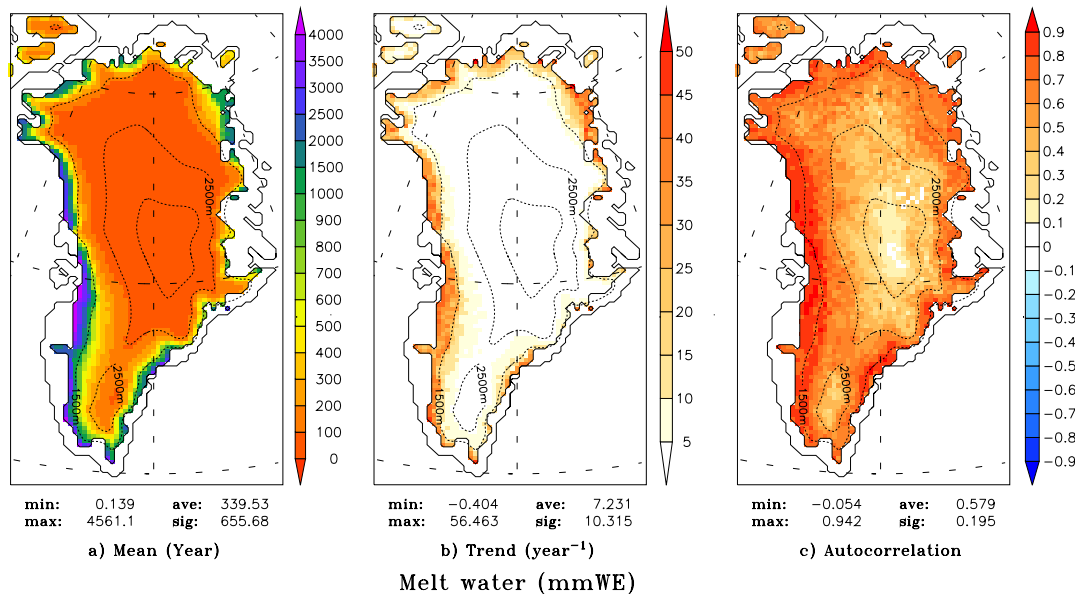 4000
3500
3000
2500
2000
1500
1000
900
800
700
600
500
400
300
200
100
0
2500m
2500m
1500m
min: 0.139 ave: 339.53
max: 4561.1 sig: 655.68
a) Mean (Year)
50
45
40
35
30
25
20
15
10
5
2500m
2500m
1500m
min: −0.404 ave: 7.231
max: 56.463 sig: 10.315
b) Trend (year⁻¹)
0.9
0.8
0.7
0.6
0.5
0.4
0.3
0.2
0.1
0
−0.1
−0.2
−0.3
−0.4
−0.5
−0.6
−0.7
−0.8
−0.9
2500m
2500m
1500m
min: −0.054 ave: 0.579
max: 0.942 sig: 0.195
c) Autocorrelation
Melt water (mmWE)